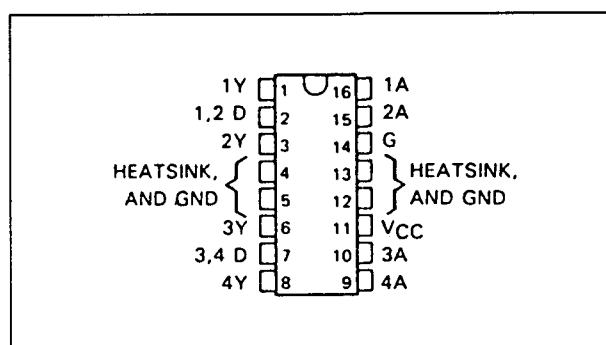 1Y 1 16 1A
1,2 D 2 15 2A
2Y 3 14 G
HEATSINK, 4 13 HEATSINK,
AND GND 5 12 AND GND
3Y 6 11 VCC
3,4 D 7 10 3A
4Y 8 9 4A